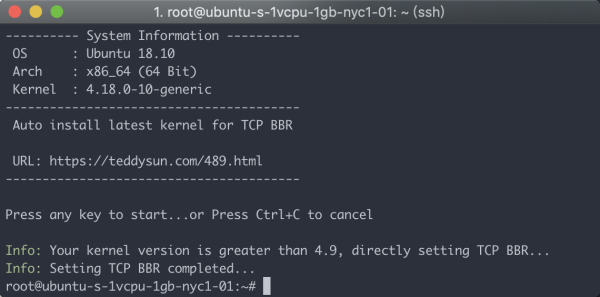 1. root@ubuntu-s-1vcpu-1gb-nyc1-01: ~ (ssh)
---------- System Information ----------
OS      : Ubuntu 18.10
Arch    : x86_64 (64 Bit)
Kernel  : 4.18.0-10-generic
----------------------------------------
Auto install latest kernel for TCP BBR
URL: https://teddysun.com/489.html
----------------------------------------
Press any key to start...or Press Ctrl+C to cancel
Info: Your kernel version is greater than 4.9, directly setting TCP BBR...
Info: Setting TCP BBR completed...
root@ubuntu-s-1vcpu-1gb-nyc1-01:~#